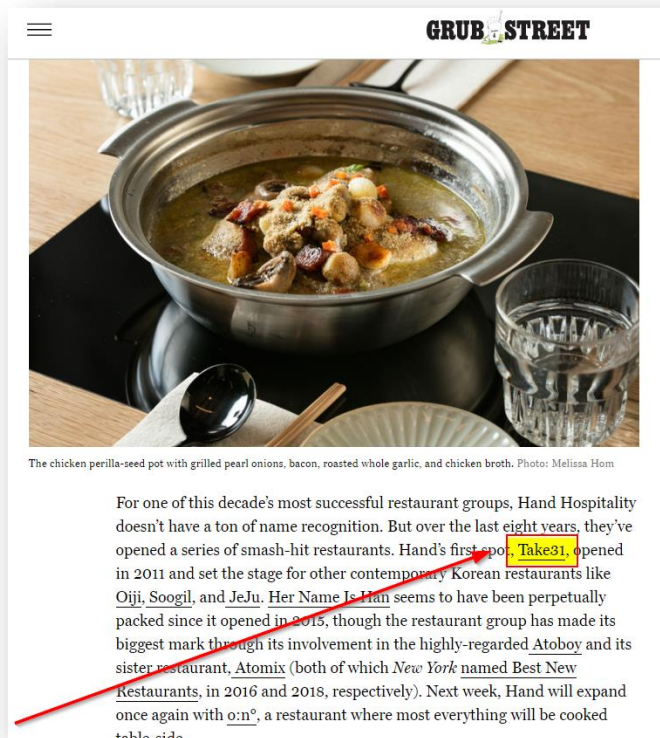 GRUB STREET
The chicken perilla-seed pot with grilled pearl onions, bacon, roasted whole garlic, and chicken broth. Photo: Melissa Hom
For one of this decade’s most successful restaurant groups, Hand Hospitality
doesn’t have a ton of name recognition. But over the last eight years, they’ve
opened a series of smash-hit restaurants. Hand’s first spot, Take31, opened
in 2011 and set the stage for other contemporary Korean restaurants like
Oiji, Soogil, and JeJu. Her Name Is Han seems to have been perpetually
packed since it opened in 2015, though the restaurant group has made its
biggest mark through its involvement in the highly-regarded Atoboy and its
sister restaurant, Atomix (both of which New York named Best New
Restaurants, in 2016 and 2018, respectively). Next week, Hand will expand
once again with o:n°, a restaurant where most everything will be cooked
table-side.